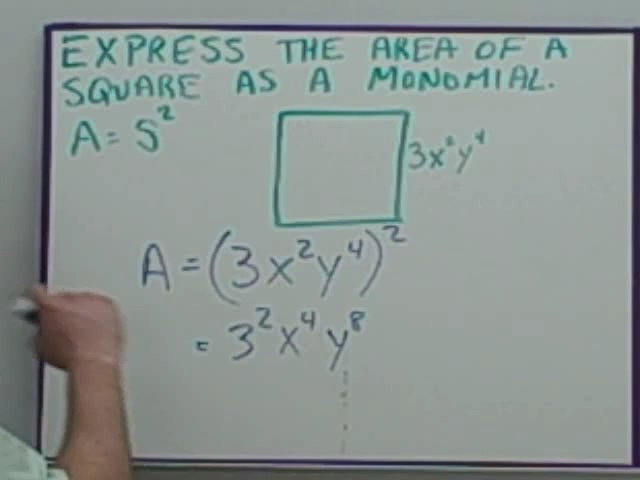 EXPRESS THE AREA OF A
SQUARE AS A MONOMIAL.
A = S²
3x²y⁴
A = (3x²y⁴)²
= 3²x⁴y⁸